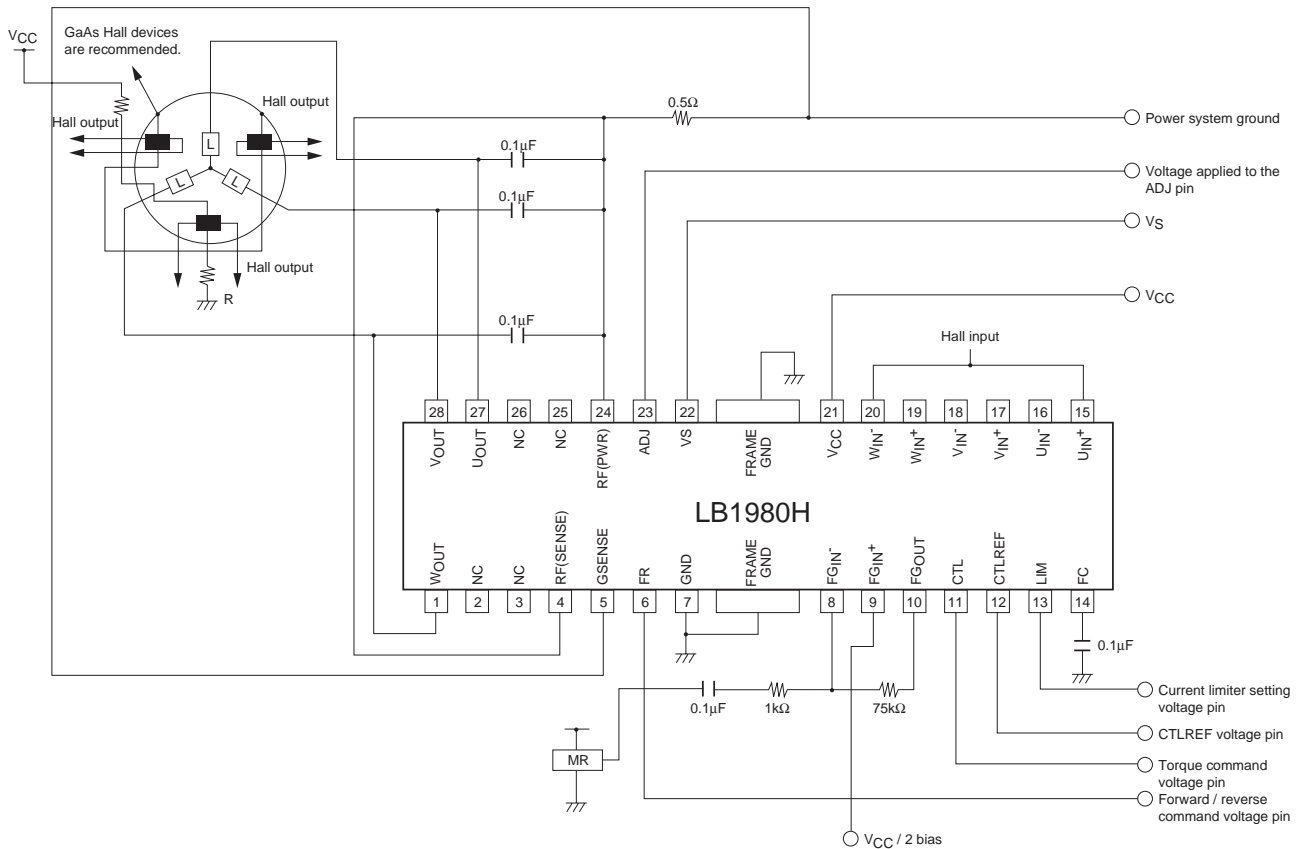 VCC
GaAs Hall devices
are recommended.
Hall output
Hall output
L
L
L
Hall output
R
0.1µF
0.1µF
0.1µF
0.5Ω
Power system ground
Voltage applied to the
ADJ pin
VS
VCC
Hall input
28 27 26 25 24 23 22 21 20 19 18 17 16 15
VOUT UOUT NC NC RF(PWR) ADJ VS FRAME GND VCC WIN- WIN+ VIN- VIN+ UIN- UIN+
LB1980H
WOUT NC NC RF(SENSE) GSENSE FR GND FRAME GND FGIN- FGIN+ FGOUT CTL CTLREF LIM FC
1 2 3 4 5 6 7 8 9 10 11 12 13 14
0.1µF
0.1µF
1kΩ
75kΩ
MR
Current limiter setting
voltage pin
CTLREF voltage pin
Torque command
voltage pin
Forward / reverse
command voltage pin
VCC / 2 bias